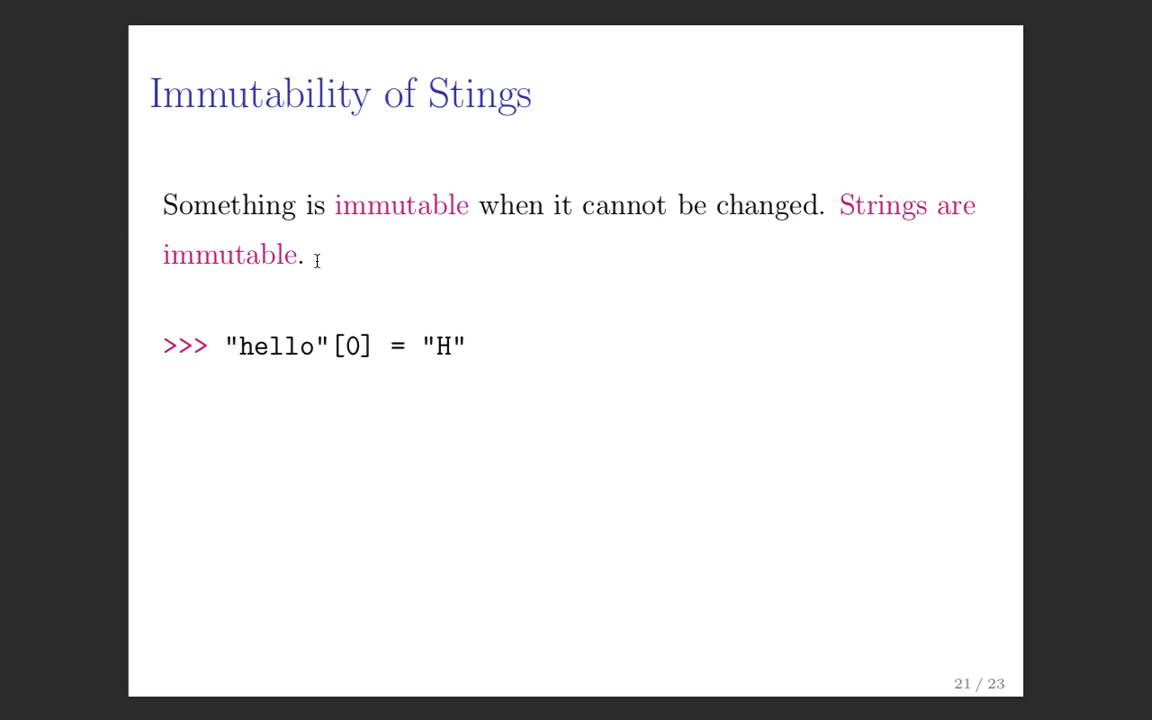 Immutability of Stings
Something is immutable when it cannot be changed. Strings are
immutable.
>>> "hello"[0] = "H"
21 / 23